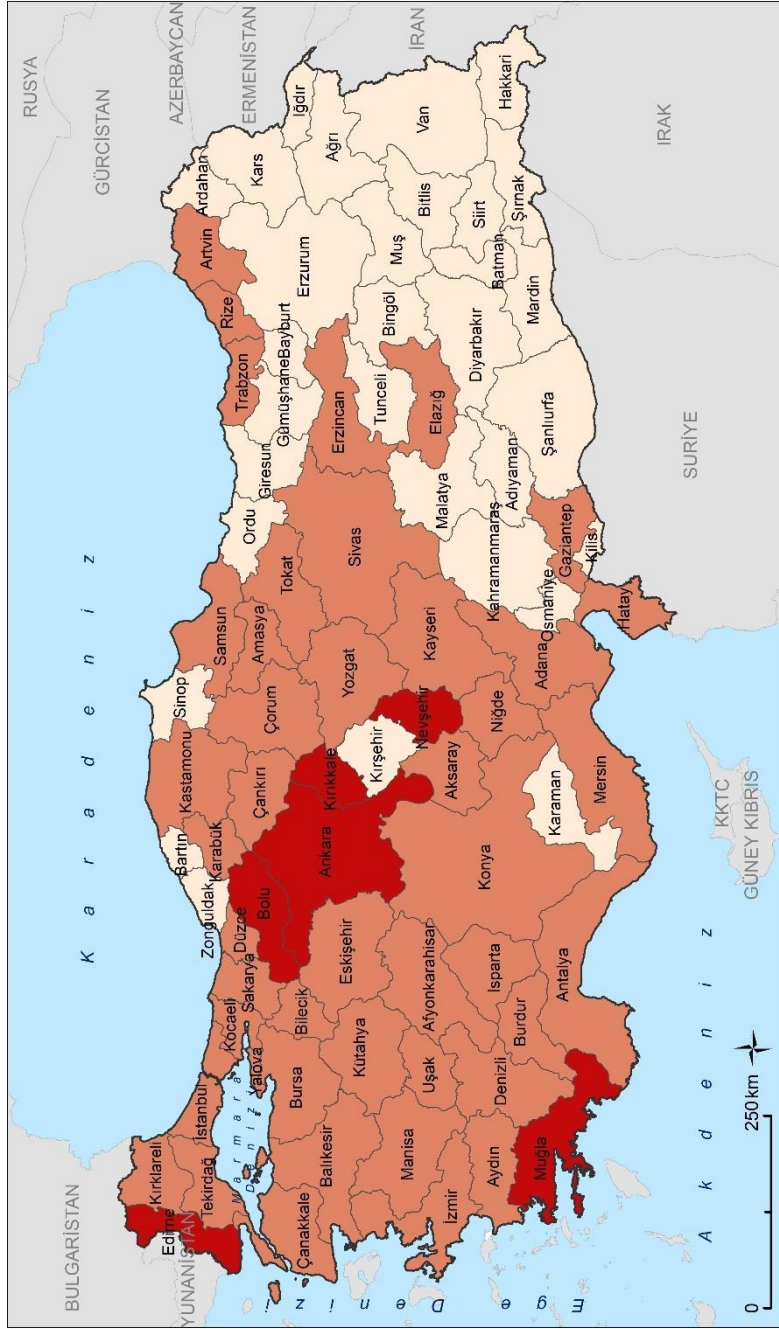 BULGARİSTAN
YUNANİSTAN
RUSYA
GÜRCİSTAN
AZERBAYCAN
ERMENİSTAN
İRAN
IRAK
SURİYE
KKTC
GÜNEY KIBRIS
Karadeniz
Marmara
Denizi
Ege Denizi
Akdeniz
Edirne
Kırklareli
Tekirdağ
İstanbul
Kocaeli
Yalova
Sakarya
Düzce
Bolu
Zonguldak
Bartın
Karabük
Kastamonu
Sinop
Çankırı
Çorum
Samsun
Amasya
Tokat
Ordu
Giresun
Gümüşhane
Bayburt
Trabzon
Rize
Artvin
Ardahan
Kars
Iğdır
Ağrı
Erzurum
Erzincan
Tunceli
Bingöl
Muş
Bitlis
Van
Hakkari
Şırnak
Siirt
Batman
Mardin
Diyarbakır
Elazığ
Malatya
Adıyaman
Şanlıurfa
Gaziantep
Kilis
Kahramanmaraş
Osmaniye
Hatay
Adana
Mersin
Karaman
Niğde
Kayseri
Sivas
Yozgat
Nevşehir
Kırşehir
Kırıkkale
Ankara
Aksaray
Konya
Eskişehir
Bilecik
Bursa
Çanakkale
Balıkesir
Kütahya
Afyonkarahisar
Uşak
Manisa
İzmir
Aydın
Denizli
Muğla
Burdur
Isparta
Antalya
0
250 km